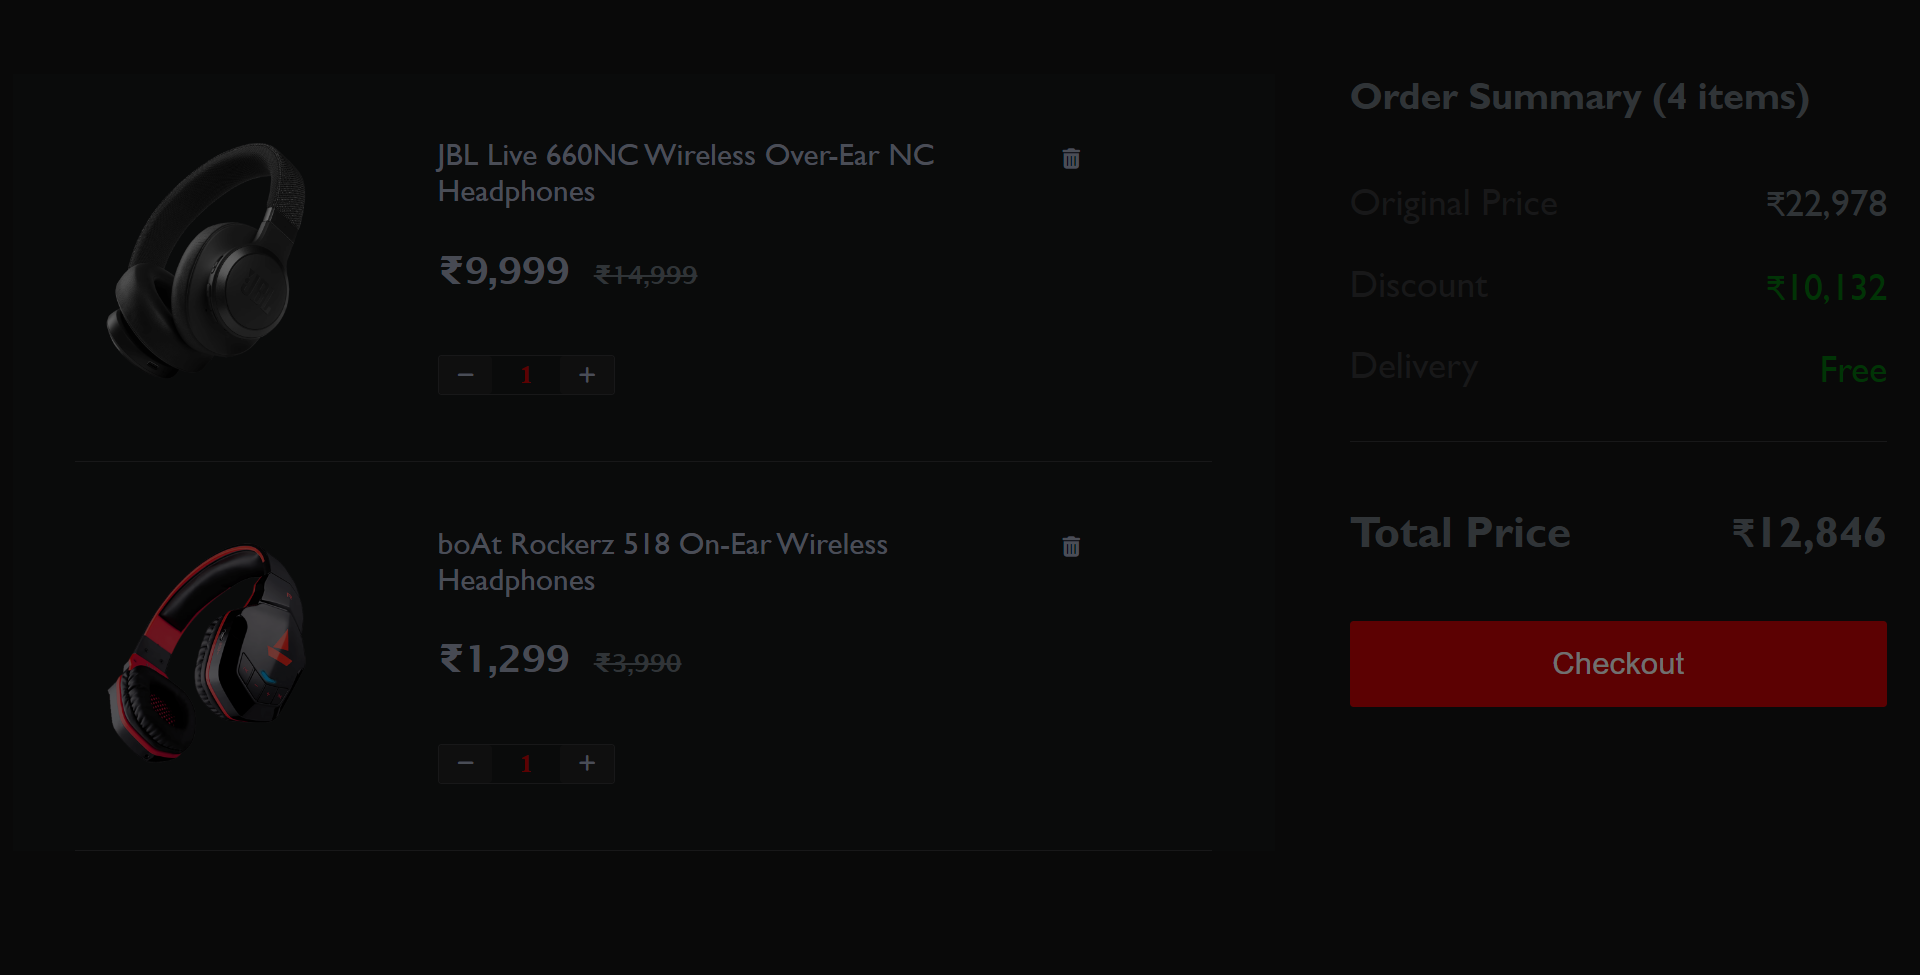 JBL Live 660NC Wireless Over-Ear NC
Headphones
₹9,999 ₹14,999
− 1 +
boAt Rockerz 518 On-Ear Wireless
Headphones
₹1,299 ₹3,990
− 1 +
Order Summary (4 items)
Original Price ₹22,978
Discount ₹10,132
Delivery Free
Total Price ₹12,846
Checkout
JBL